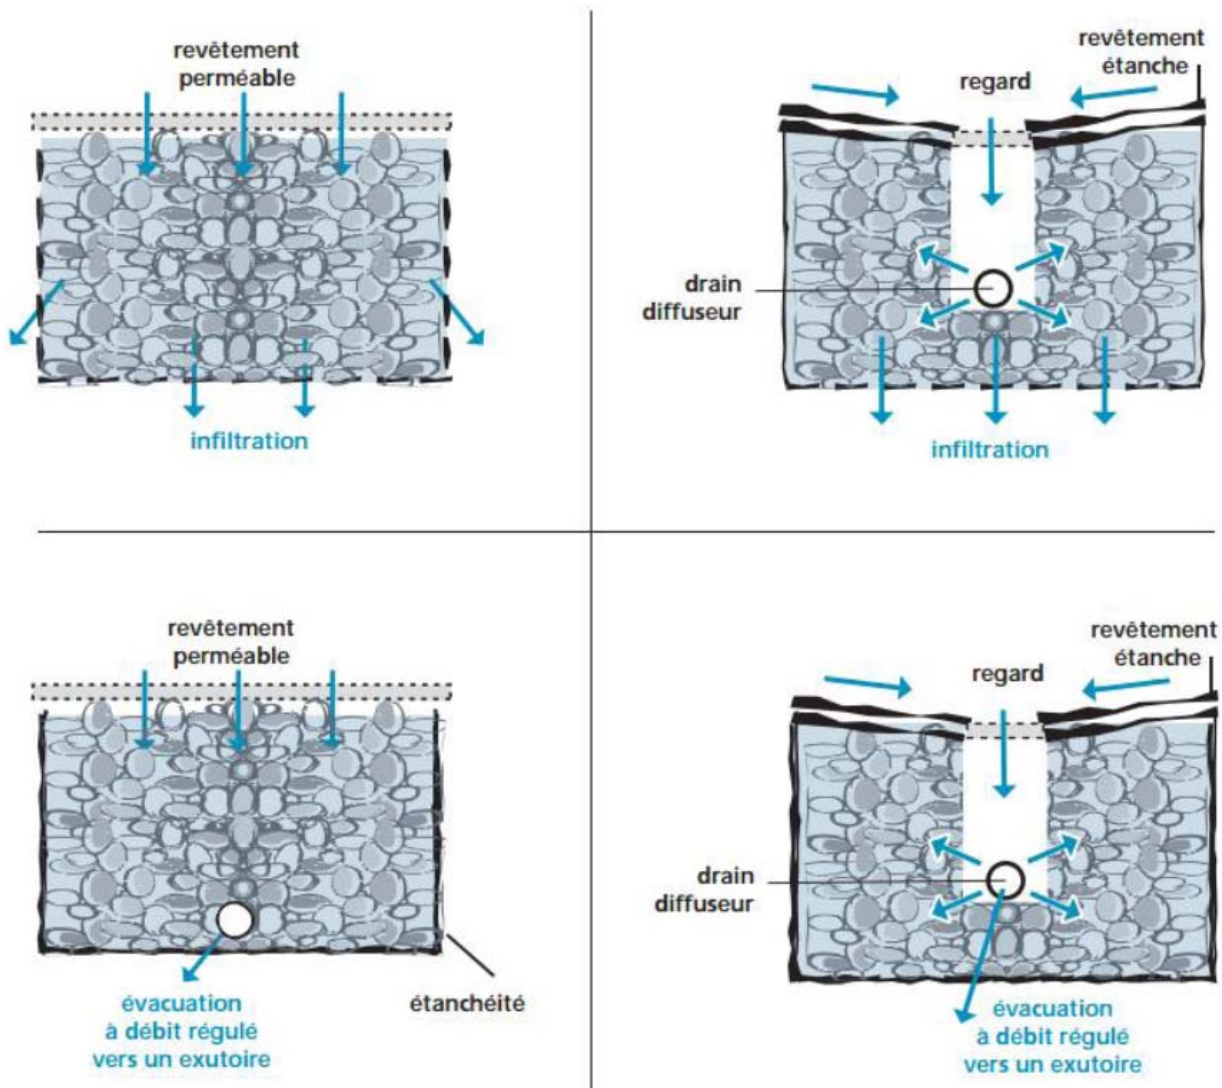 revêtement
perméable
infiltration
revêtement
étanche
regard
drain
diffuseur
infiltration
revêtement
perméable
évacuation
à débit régulé
vers un exutoire
étanchéité
revêtement
étanche
regard
drain
diffuseur
évacuation
à débit régulé
vers un exutoire